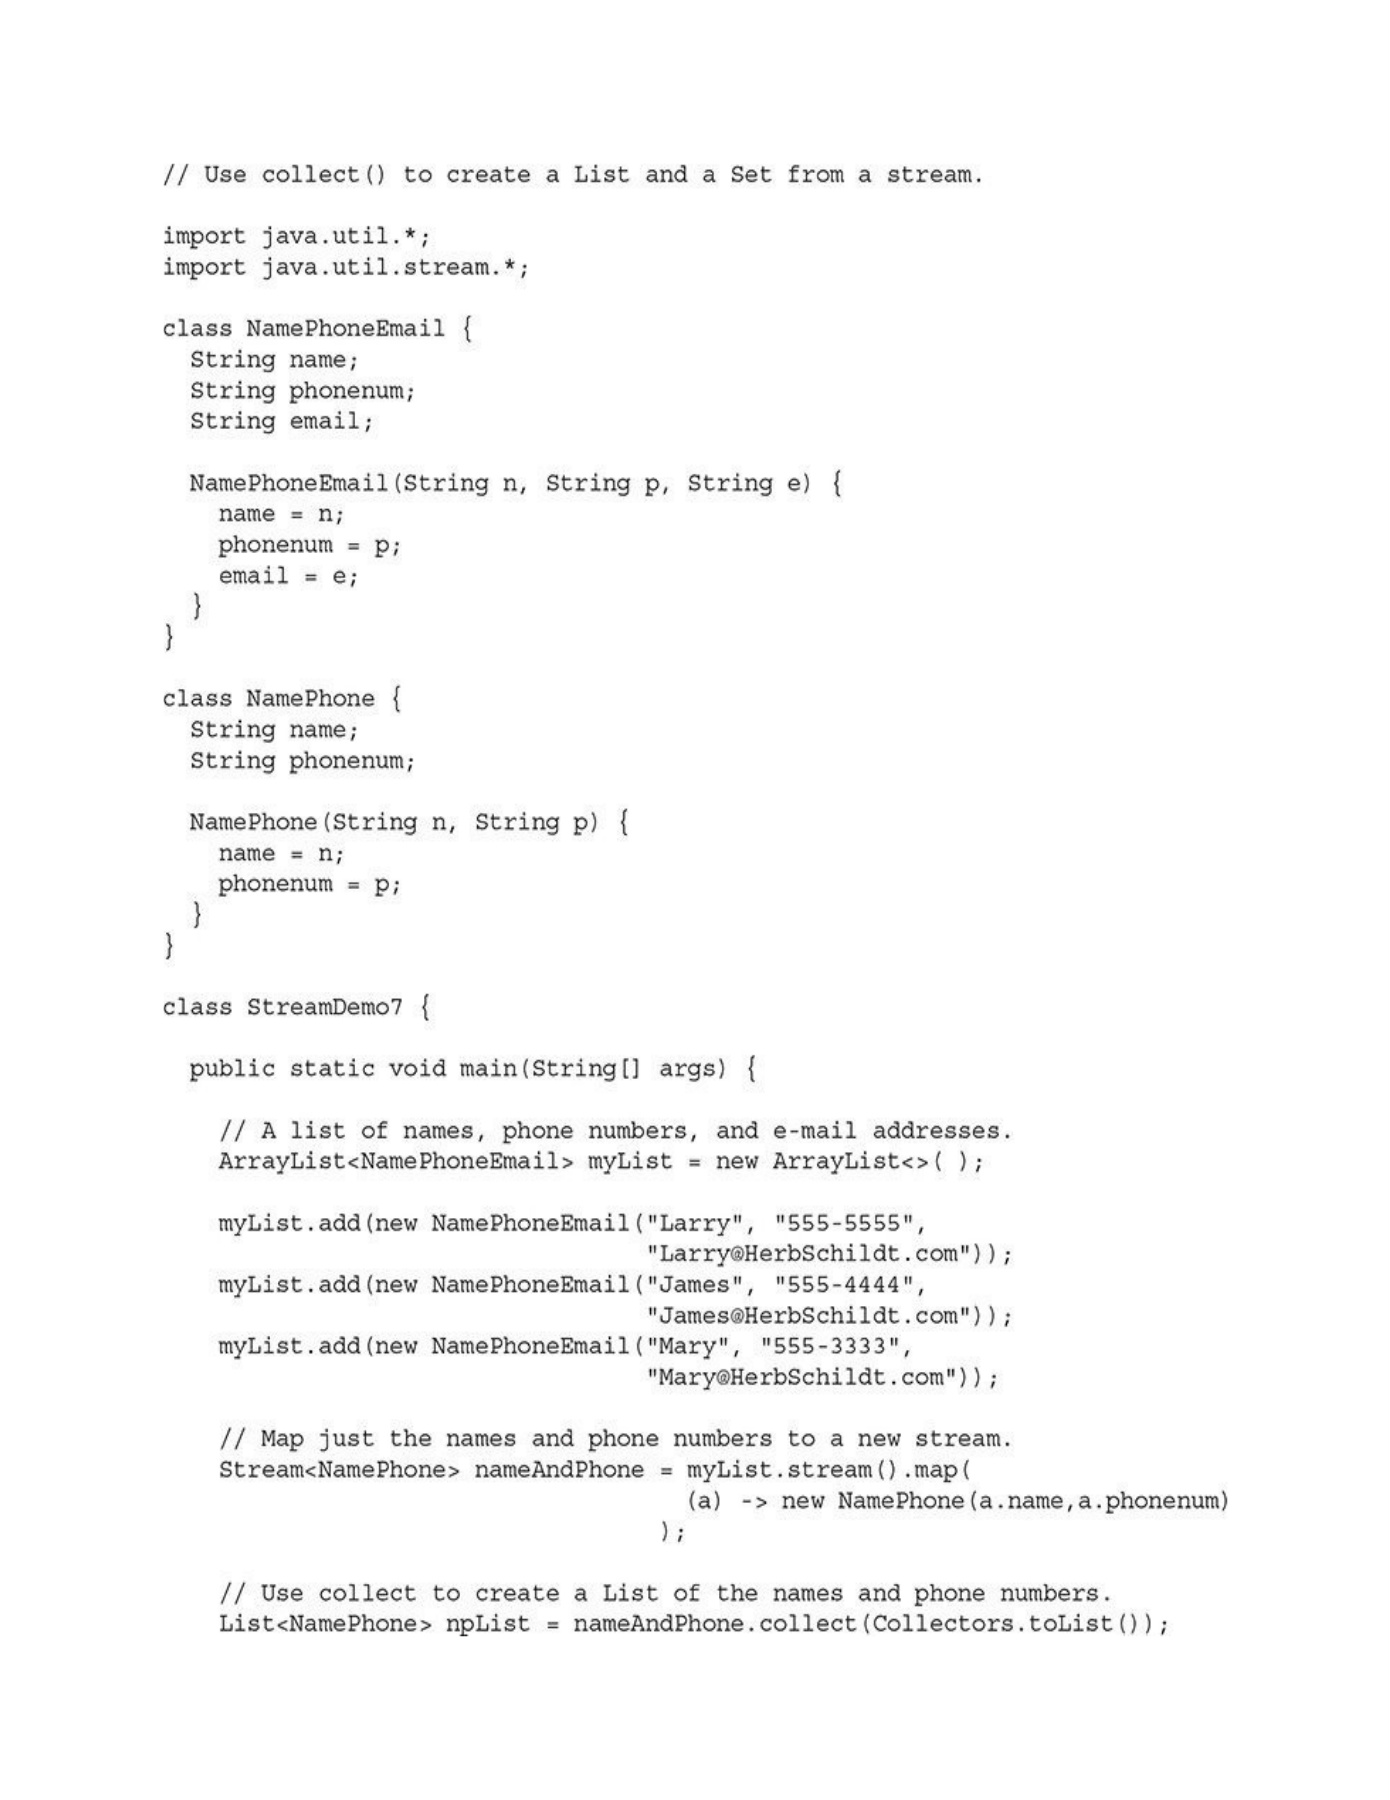 // Use collect() to create a List and a Set from a stream.

import java.util.*;
import java.util.stream.*;

class NamePhoneEmail {
  String name;
  String phonenum;
  String email;

  NamePhoneEmail(String n, String p, String e) {
    name = n;
    phonenum = p;
    email = e;
  }
}

class NamePhone {
  String name;
  String phonenum;

  NamePhone(String n, String p) {
    name = n;
    phonenum = p;
  }
}

class StreamDemo7 {

  public static void main(String[] args) {

    // A list of names, phone numbers, and e-mail addresses.
    ArrayList<NamePhoneEmail> myList = new ArrayList<>( );

    myList.add(new NamePhoneEmail("Larry", "555-5555",
                                  "Larry@HerbSchildt.com"));
    myList.add(new NamePhoneEmail("James", "555-4444",
                                  "James@HerbSchildt.com"));
    myList.add(new NamePhoneEmail("Mary", "555-3333",
                                  "Mary@HerbSchildt.com"));

    // Map just the names and phone numbers to a new stream.
    Stream<NamePhone> nameAndPhone = myList.stream().map(
                                     (a) -> new NamePhone(a.name,a.phonenum)
                                   );

    // Use collect to create a List of the names and phone numbers.
    List<NamePhone> npList = nameAndPhone.collect(Collectors.toList());